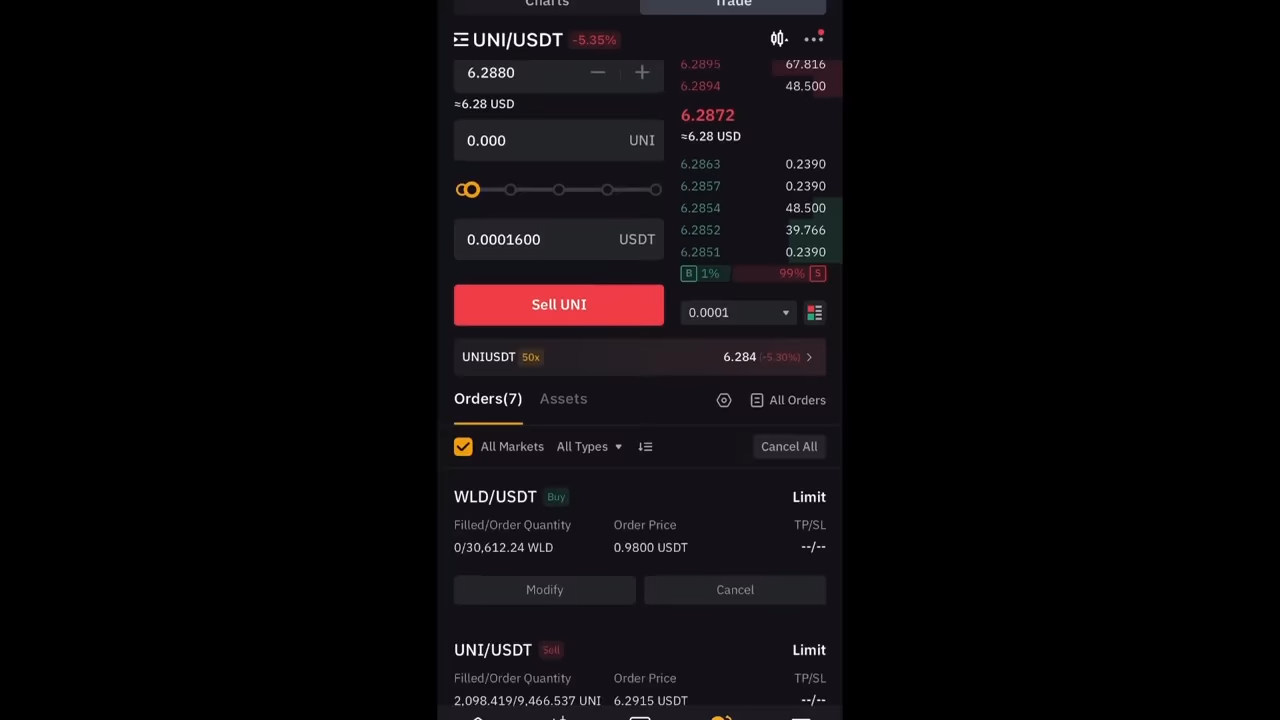 Charts Trade
UNI/USDT -5.35%
6.2880
≈6.28 USD
0.000 UNI
0.0001600 USDT
Sell UNI
6.2895 67.816
6.2894 48.500
6.2872
≈6.28 USD
6.2863 0.2390
6.2857 0.2390
6.2854 48.500
6.2852 39.766
6.2851 0.2390
B 1% 99% S
0.0001
UNIUSDT 50x 6.284 (-5.30%)
Orders(7) Assets All Orders
All Markets All Types Cancel All
WLD/USDT Buy Limit
Filled/Order Quantity Order Price TP/SL
0/30,612.24 WLD 0.9800 USDT --/--
Modify Cancel
UNI/USDT Sell Limit
Filled/Order Quantity Order Price TP/SL
2,098.419/9,466.537 UNI 6.2915 USDT --/--